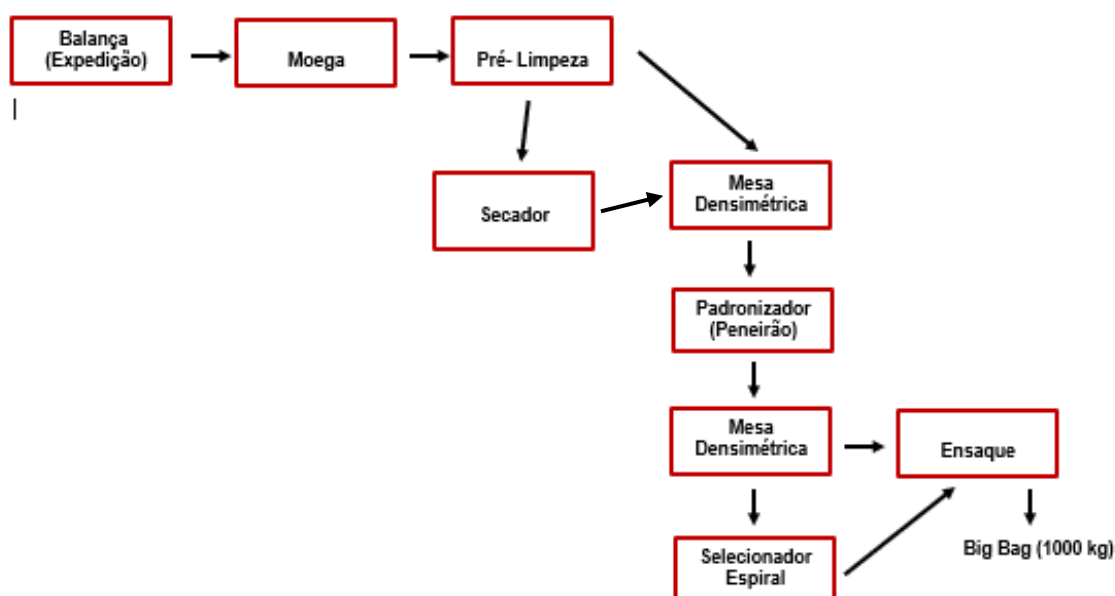 Balança
(Expedição)
Moega
Pré- Limpeza
Secador
Mesa
Densimétrica
Padronizador
(Peneirão)
Mesa
Densimétrica
Ensaque
Selecionador
Espiral
Big Bag (1000 kg)